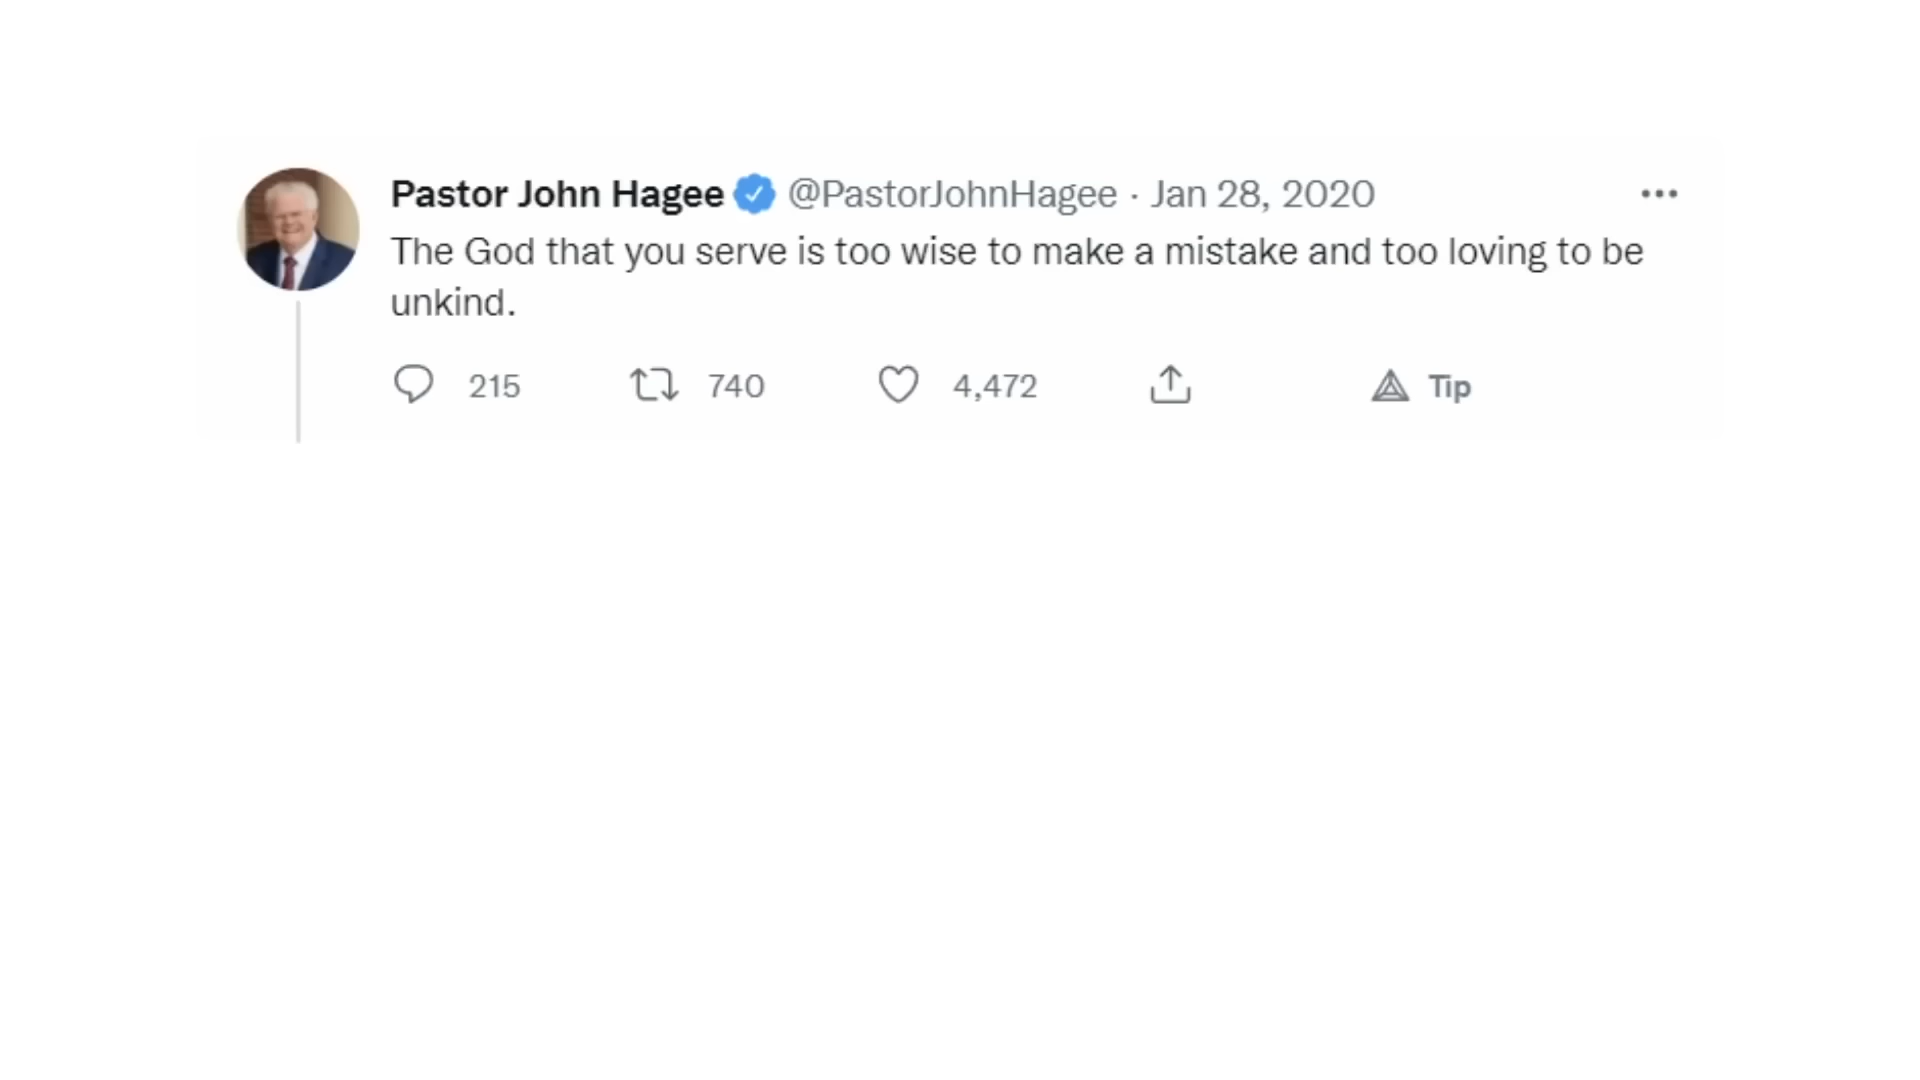 Pastor John Hagee @PastorJohnHagee · Jan 28, 2020
The God that you serve is too wise to make a mistake and too loving to be
unkind.
215 740 4,472 Tip